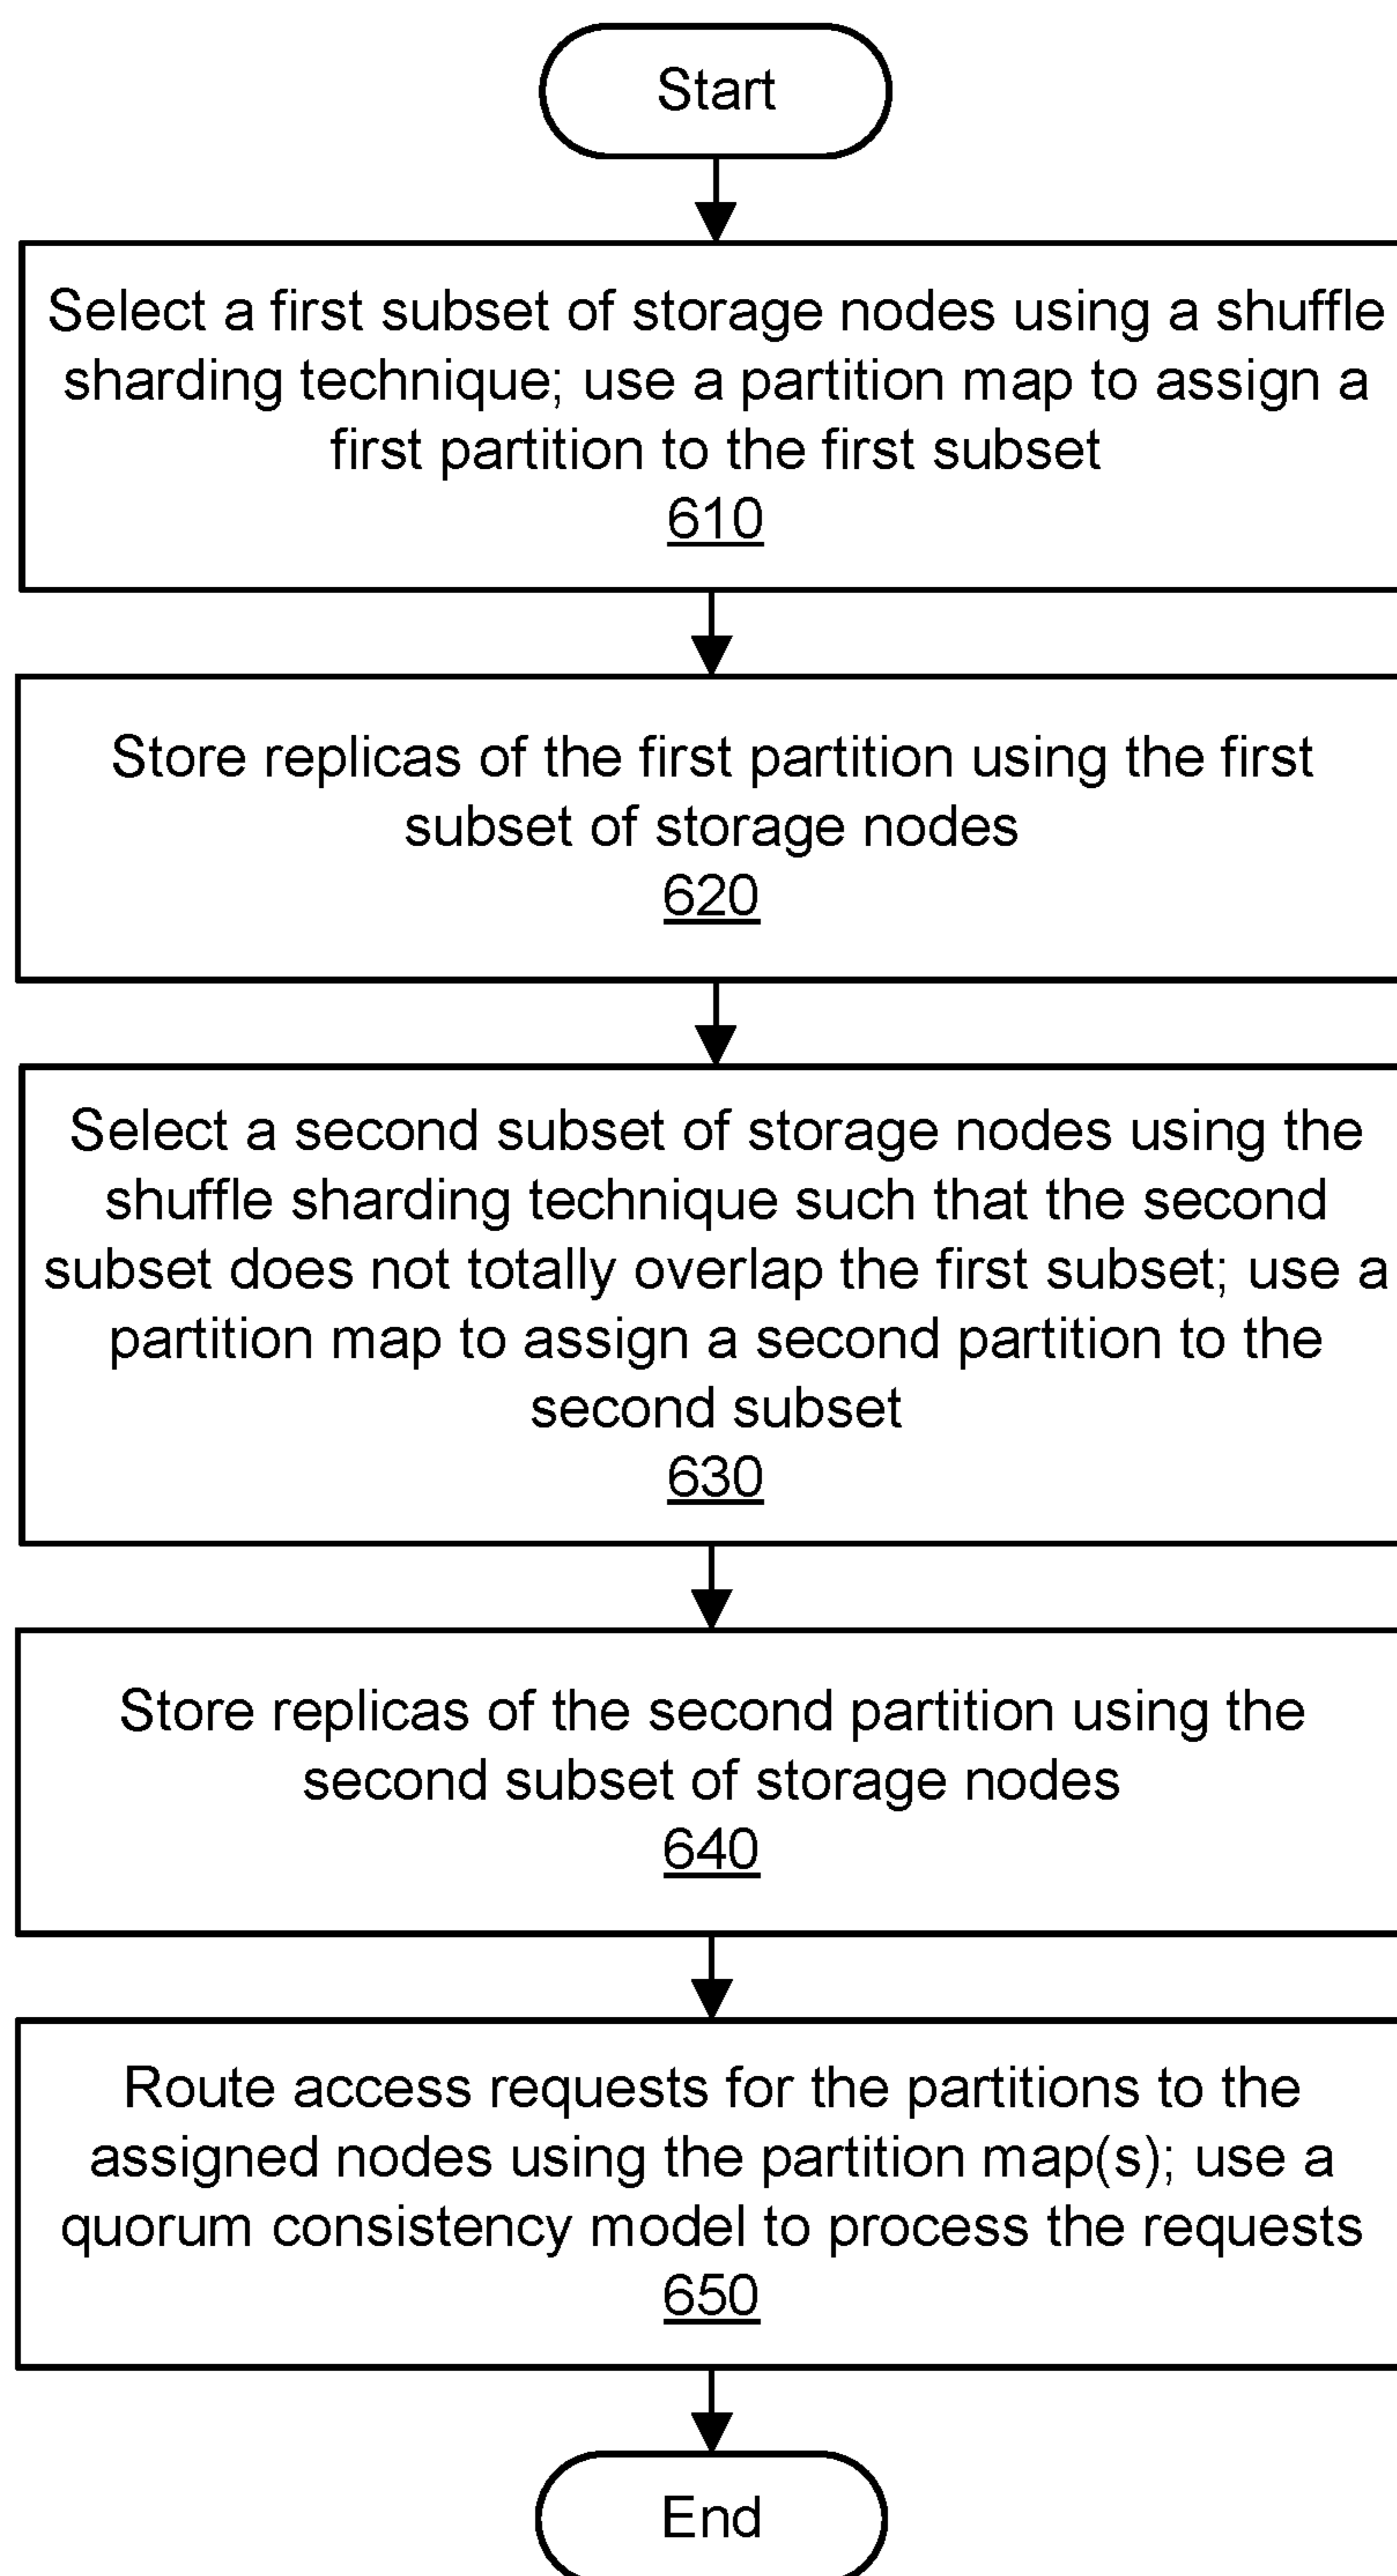 Start
Select a first subset of storage nodes using a shuffle
sharding technique; use a partition map to assign a
first partition to the first subset
610
Store replicas of the first partition using the first
subset of storage nodes
620
Select a second subset of storage nodes using the
shuffle sharding technique such that the second
subset does not totally overlap the first subset; use a
partition map to assign a second partition to the
second subset
630
Store replicas of the second partition using the
second subset of storage nodes
640
Route access requests for the partitions to the
assigned nodes using the partition map(s); use a
quorum consistency model to process the requests
650
End